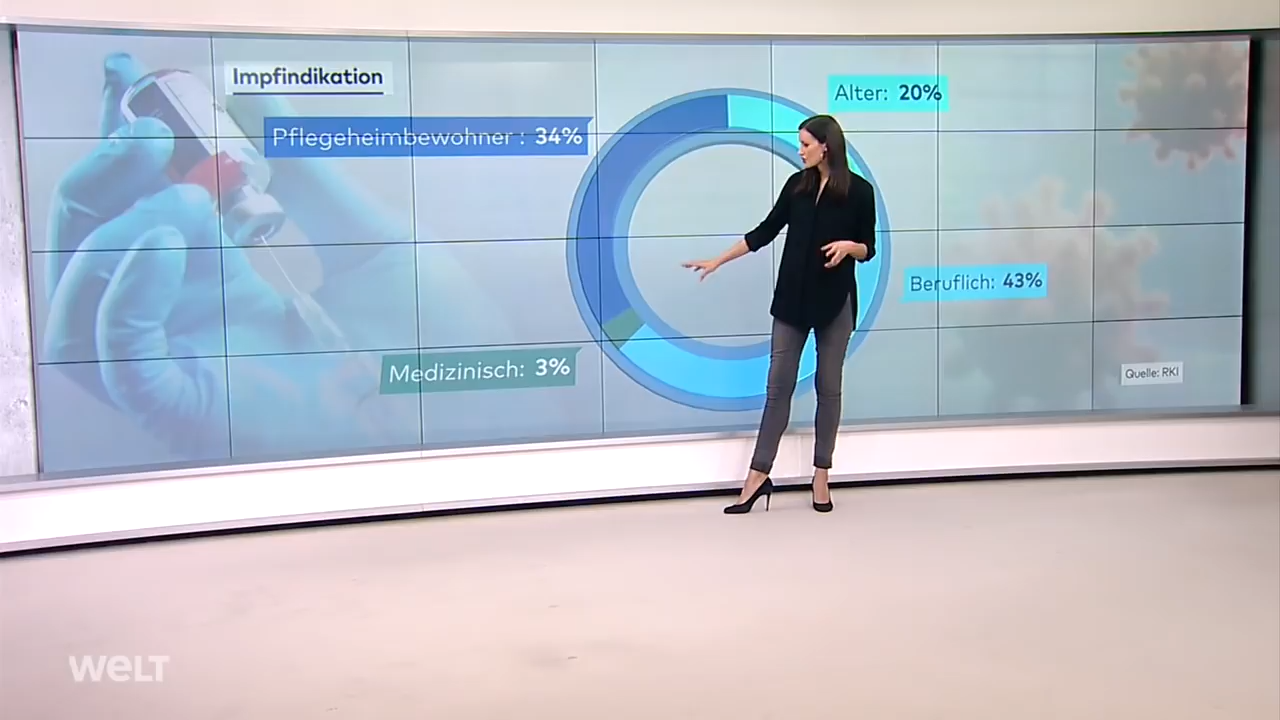 Impfindikation
Alter: 20%
Pflegeheimbewohner : 34%
Beruflich: 43%
Medizinisch: 3%
Quelle: RKI
WELT